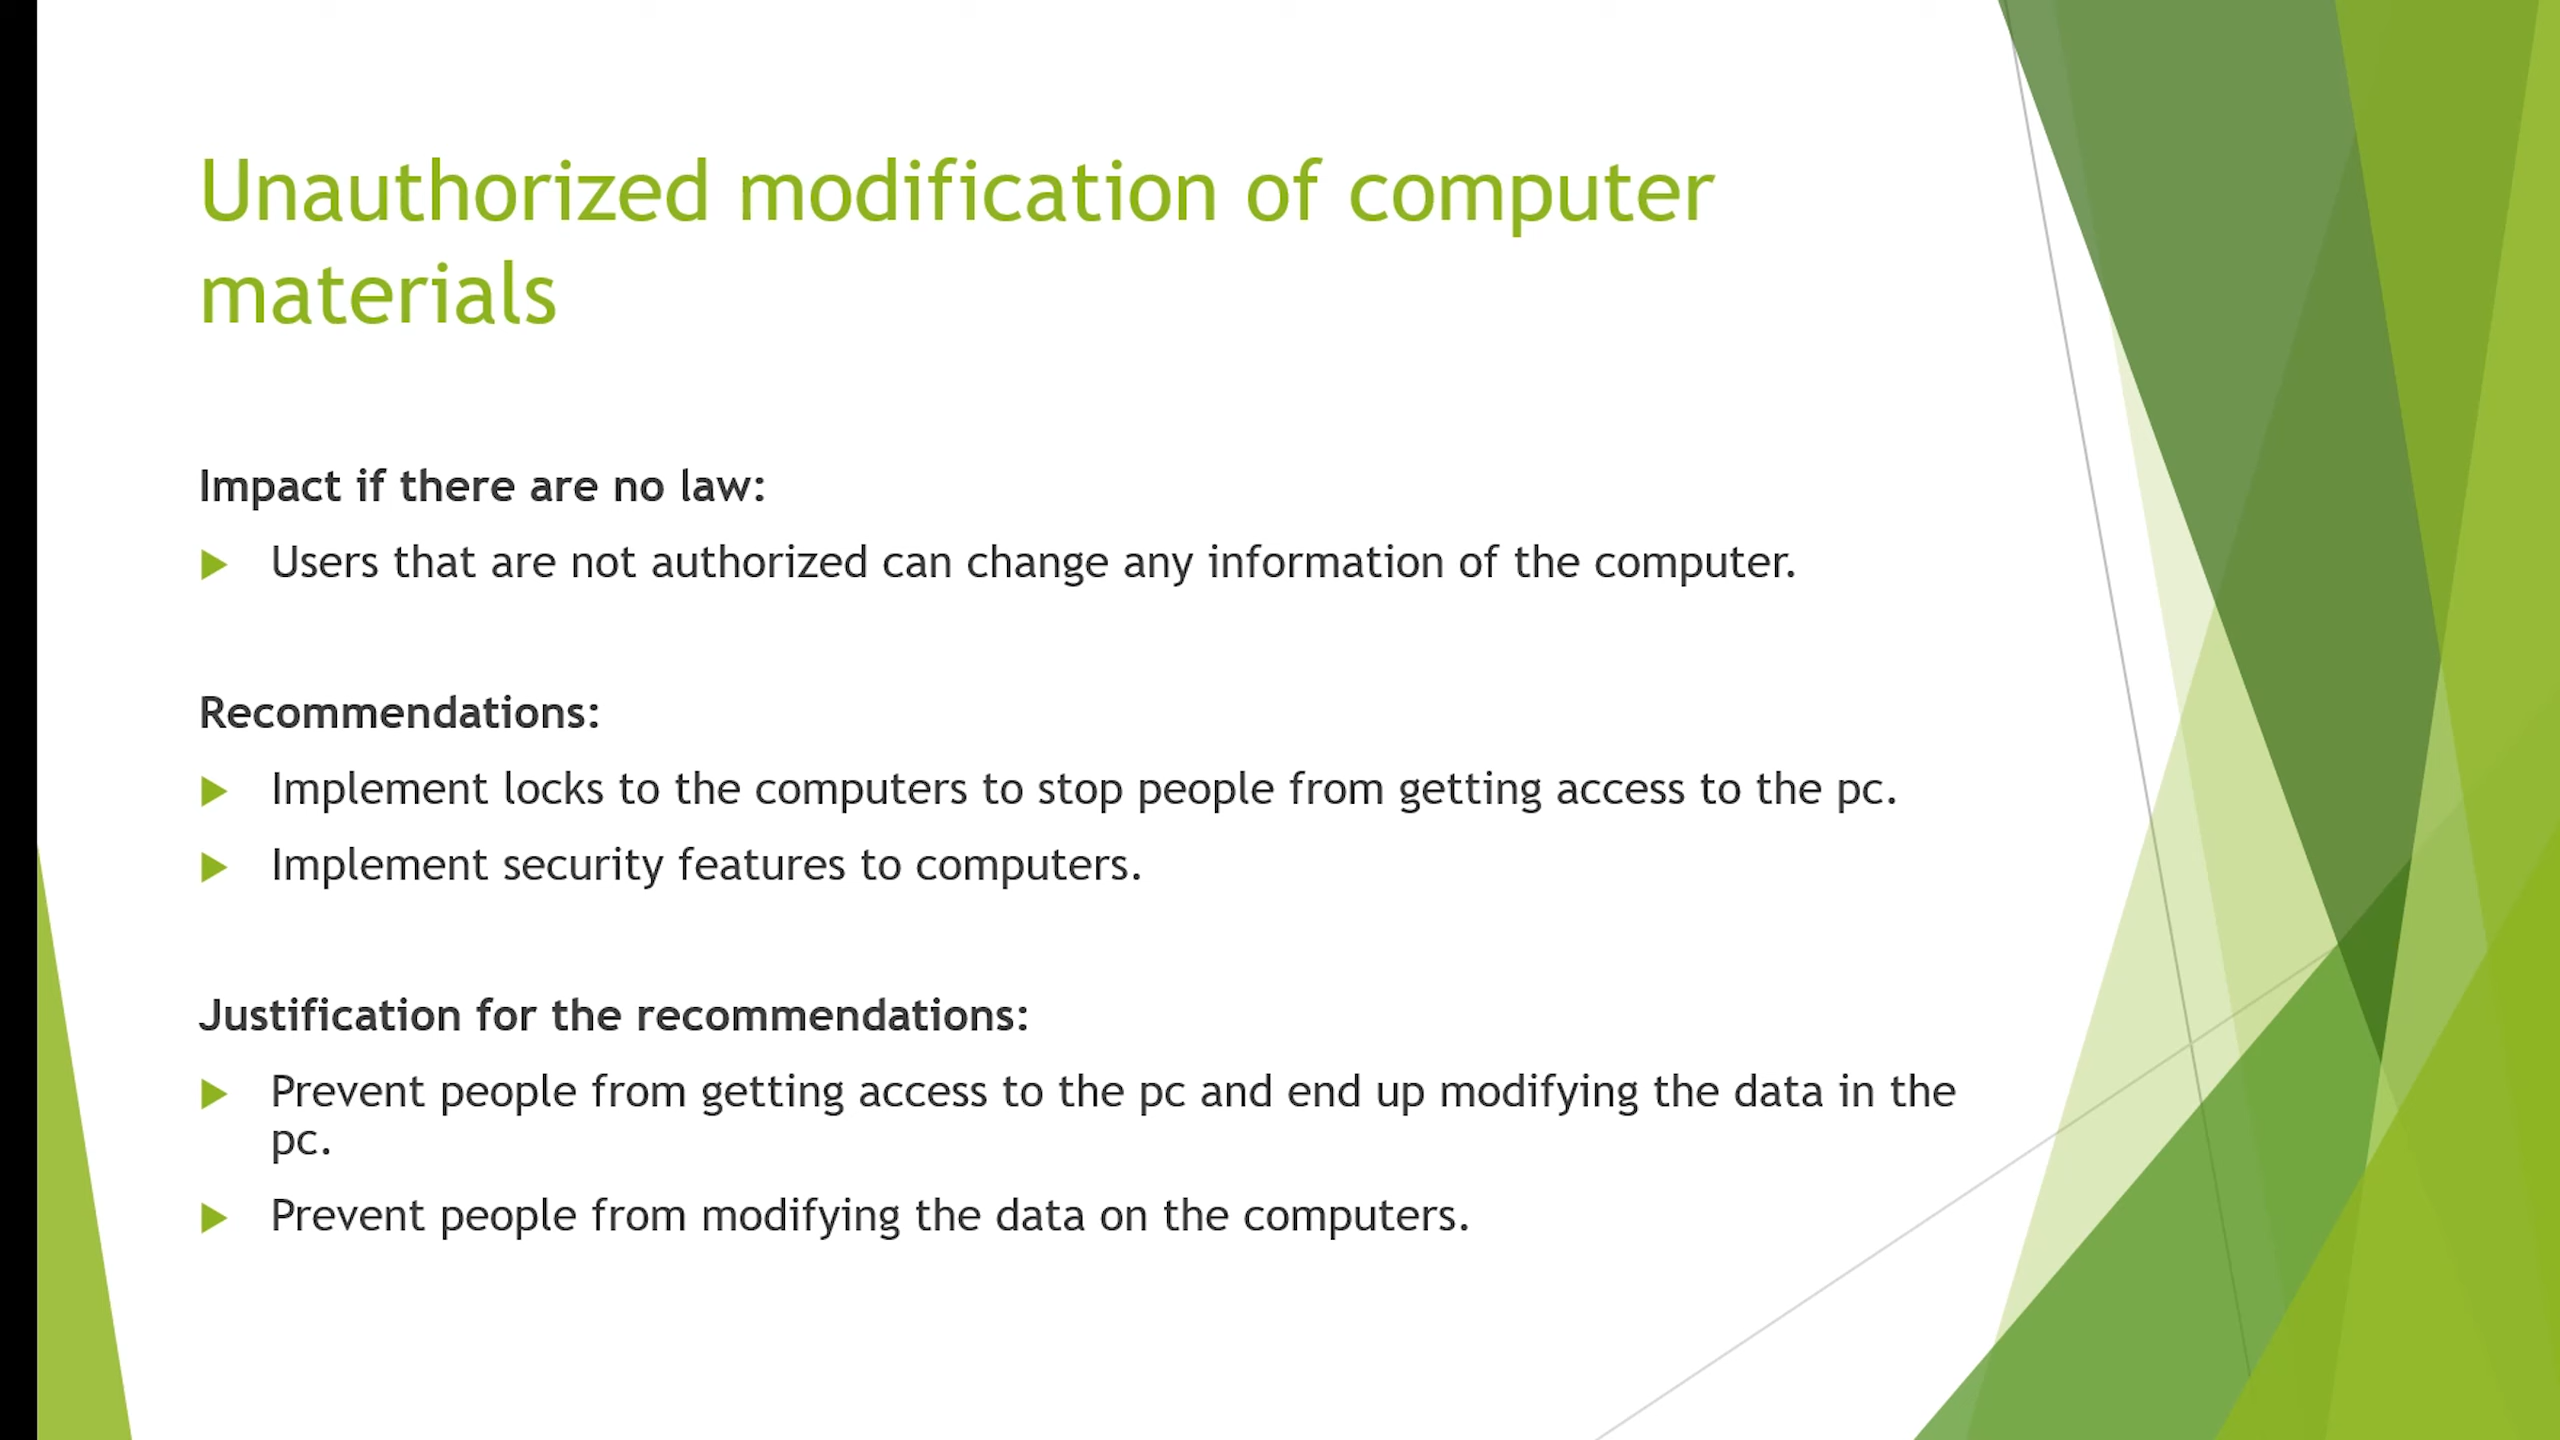 Unauthorized modification of computer
materials
Impact if there are no law:
Users that are not authorized can change any information of the computer.
Recommendations:
Implement locks to the computers to stop people from getting access to the pc.
Implement security features to computers.
Justification for the recommendations:
Prevent people from getting access to the pc and end up modifying the data in the
pc.
Prevent people from modifying the data on the computers.